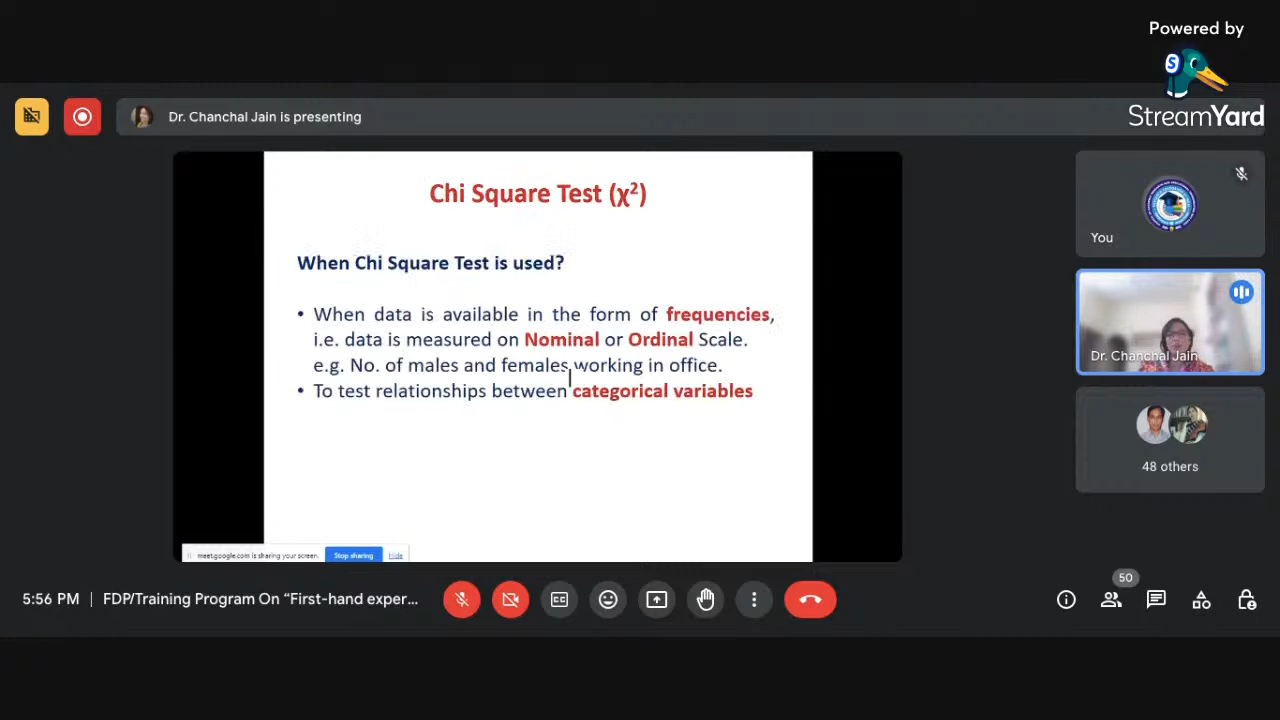 Powered by
S
StreamYard
Dr. Chanchal Jain is presenting
Chi Square Test (χ²)
When Chi Square Test is used?
• When data is available in the form of frequencies,
i.e. data is measured on Nominal or Ordinal Scale.
e.g. No. of males and females working in office.
• To test relationships between categorical variables
meet.google.com is sharing your screen.
Stop sharing
Hide
You
Dr. Chanchal Jain
48 others
5:56 PM | FDP/Training Program On “First-hand exper...
CC
50